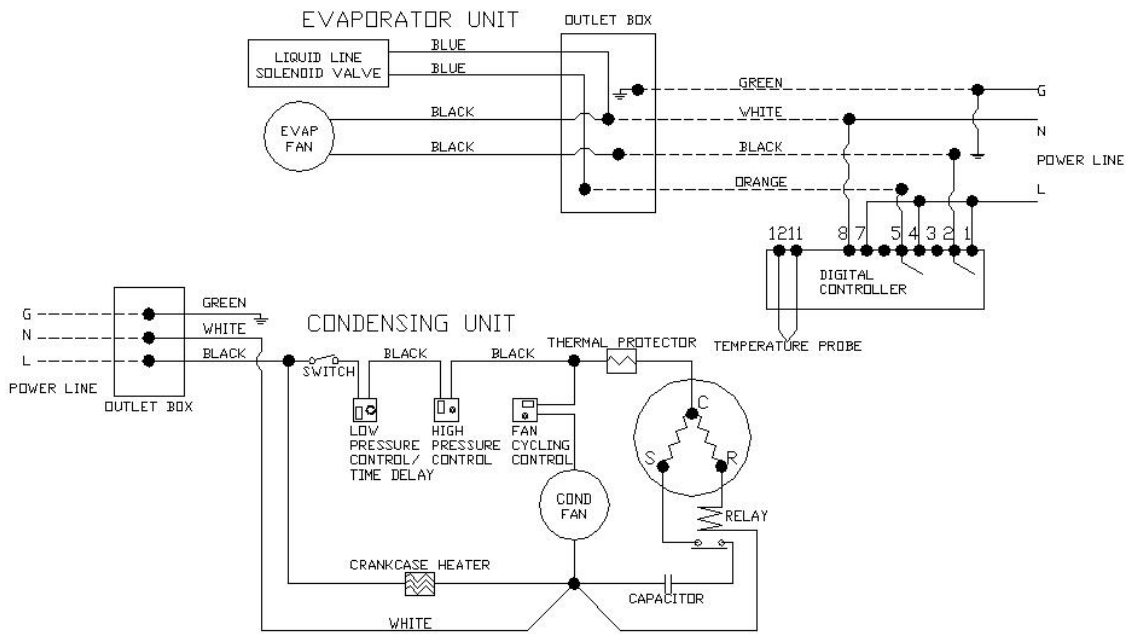 EVAPORATOR UNIT
OUTLET BOX
LIQUID LINE
SOLENOID VALVE
BLUE
BLUE
GREEN
G
EVAP
FAN
BLACK
WHITE
N
BLACK
BLACK
POWER LINE
ORANGE
L
12 11 8 7 5 4 3 2 1
DIGITAL
CONTROLLER
TEMPERATURE PROBE
CONDENSING UNIT
G
GREEN
N
WHITE
L
BLACK
POWER LINE
OUTLET BOX
SWITCH
BLACK
BLACK
THERMAL PROTECTOR
LOW
PRESSURE
CONTROL/
TIME DELAY
HIGH
PRESSURE
CONTROL
FAN
CYCLING
CONTROL
C
S
R
COND
FAN
RELAY
CRANKCASE HEATER
CAPACITOR
WHITE